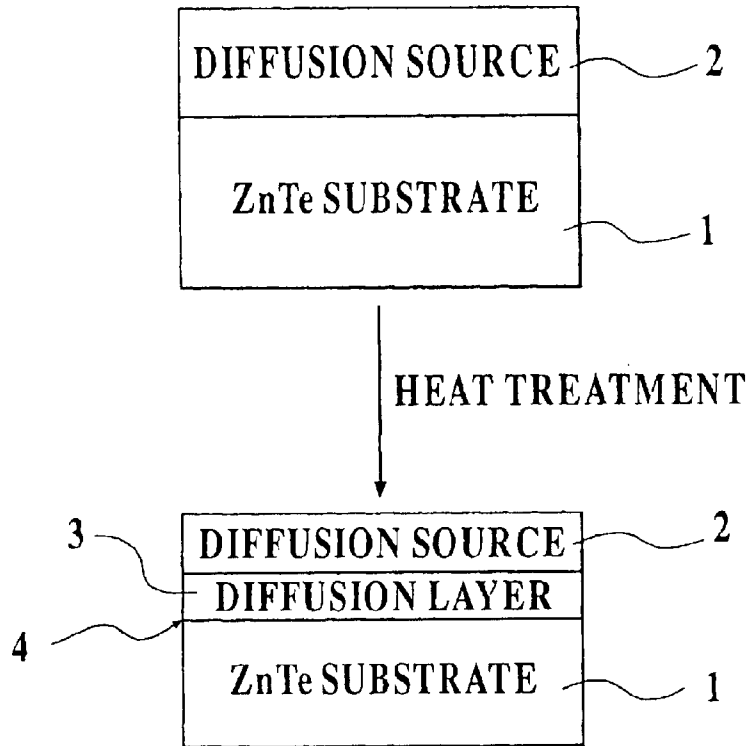 DIFFUSION SOURCE 2
ZnTe SUBSTRATE
1
HEAT TREATMENT
3
DIFFUSION SOURCE 2
DIFFUSION LAYER
4
ZnTe SUBSTRATE 1